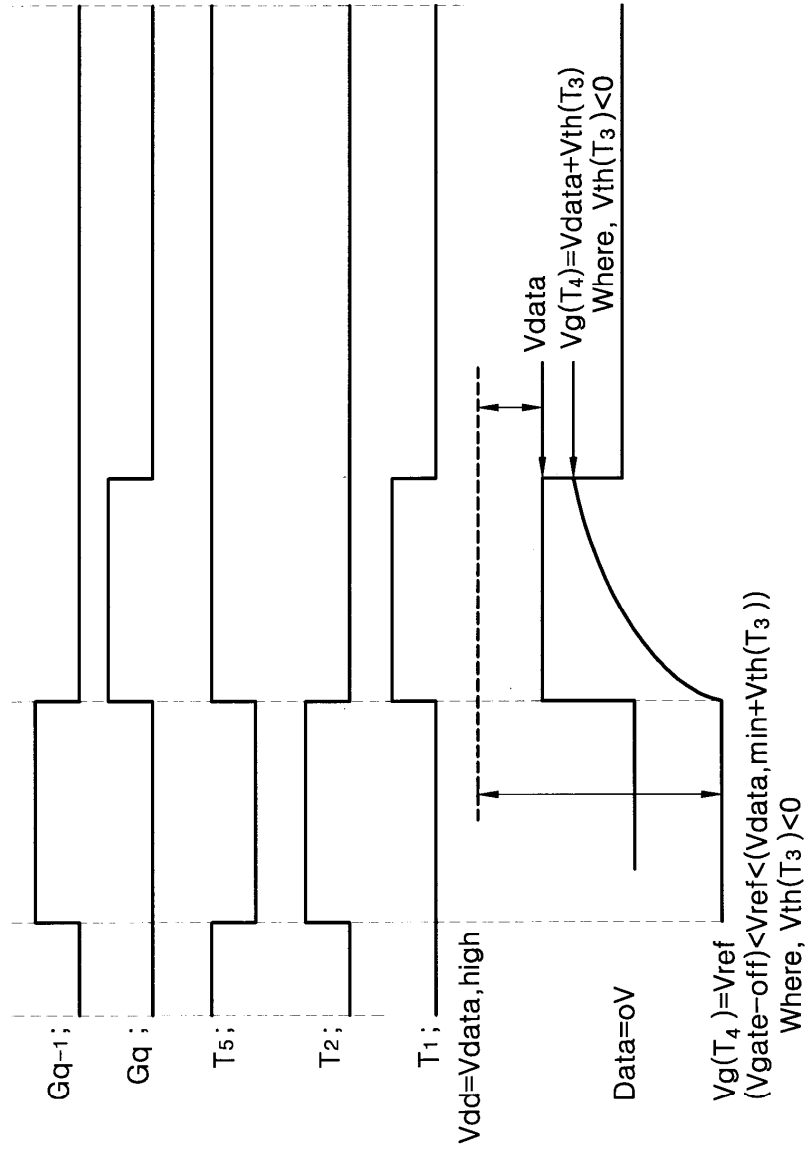 Gq-1;
Gq ;
T5;
T2;
T1;
Vdd=Vdata,high
Vdata
Vg(T4)=Vdata+Vth(T3)
Where, Vth(T3)<0
Data=oV
Vg(T4)=Vref
(Vgate-off)<Vref<(Vdata,min+Vth(T3))
Where, Vth(T3)<0